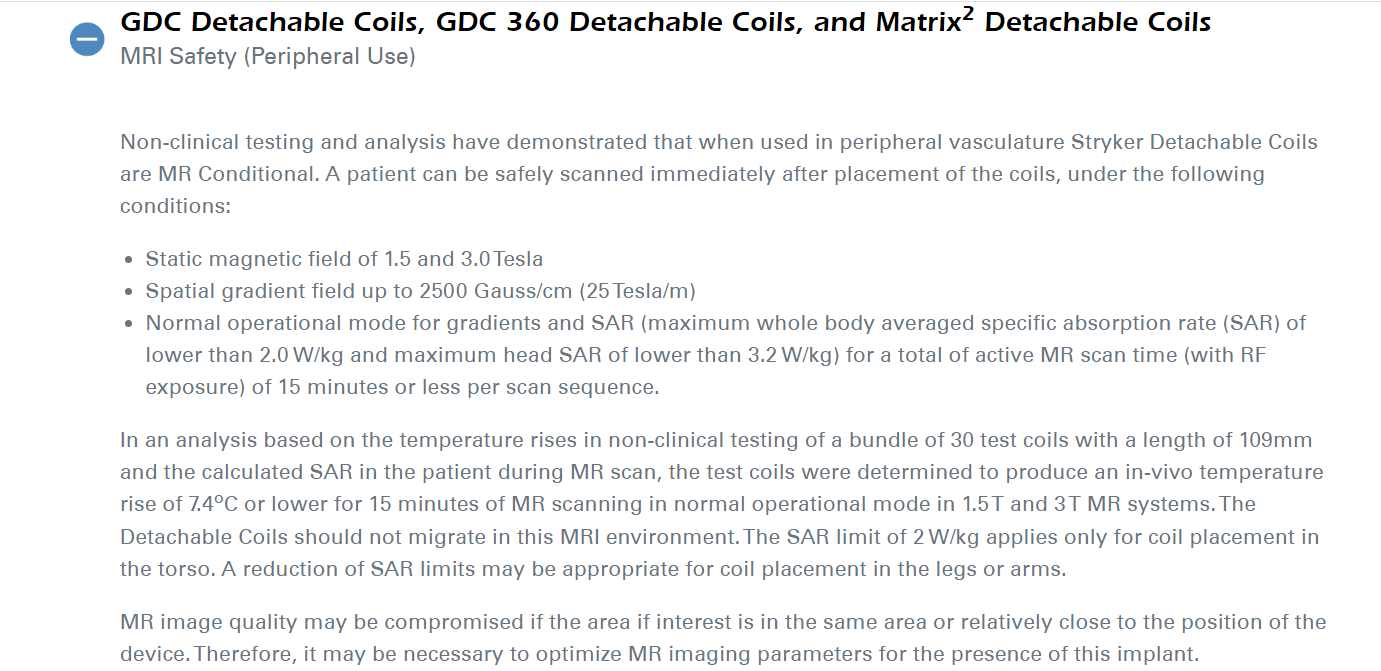 GDC Detachable Coils, GDC 360 Detachable Coils, and Matrix² Detachable Coils
MRI Safety (Peripheral Use)
Non-clinical testing and analysis have demonstrated that when used in peripheral vasculature Stryker Detachable Coils
are MR Conditional. A patient can be safely scanned immediately after placement of the coils, under the following
conditions:
• Static magnetic field of 1.5 and 3.0 Tesla
• Spatial gradient field up to 2500 Gauss/cm (25 Tesla/m)
• Normal operational mode for gradients and SAR (maximum whole body averaged specific absorption rate (SAR) of
lower than 2.0 W/kg and maximum head SAR of lower than 3.2 W/kg) for a total of active MR scan time (with RF
exposure) of 15 minutes or less per scan sequence.
In an analysis based on the temperature rises in non-clinical testing of a bundle of 30 test coils with a length of 109mm
and the calculated SAR in the patient during MR scan, the test coils were determined to produce an in-vivo temperature
rise of 7.4ºC or lower for 15 minutes of MR scanning in normal operational mode in 1.5 T and 3 T MR systems. The
Detachable Coils should not migrate in this MRI environment. The SAR limit of 2 W/kg applies only for coil placement in
the torso. A reduction of SAR limits may be appropriate for coil placement in the legs or arms.
MR image quality may be compromised if the area if interest is in the same area or relatively close to the position of the
device. Therefore, it may be necessary to optimize MR imaging parameters for the presence of this implant.